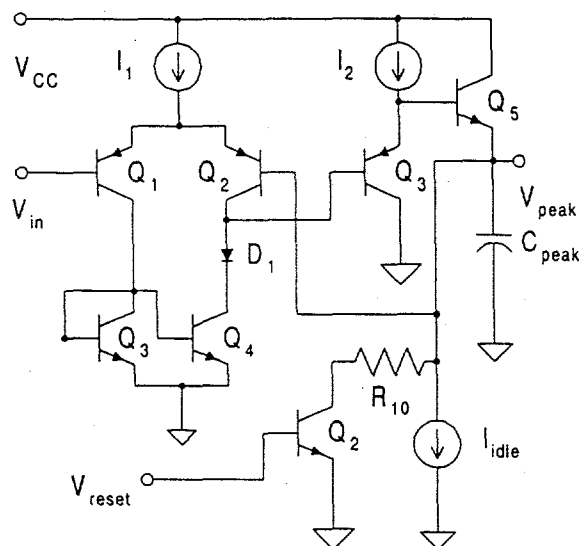 V_CC
I_1
I_2
Q_5
Q_1
Q_2
Q_3
V_in
V_peak
C_peak
D_1
Q_3
Q_4
R_10
Q_2
I_idle
V_reset